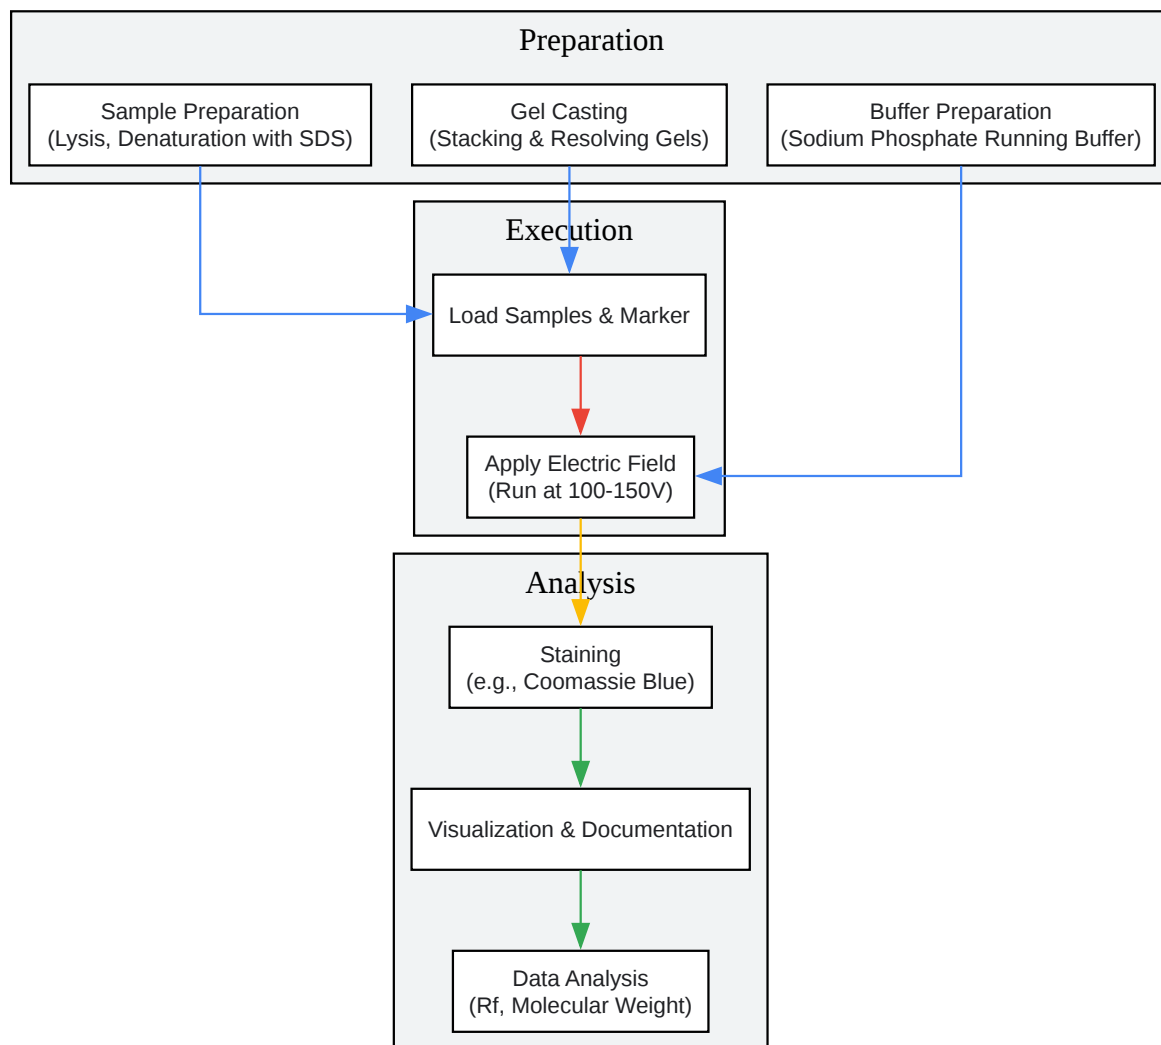 Preparation
Sample Preparation
(Lysis, Denaturation with SDS)
Gel Casting
(Stacking & Resolving Gels)
Buffer Preparation
(Sodium Phosphate Running Buffer)
Execution
Load Samples & Marker
Apply Electric Field
(Run at 100-150V)
Analysis
Staining
(e.g., Coomassie Blue)
Visualization & Documentation
Data Analysis
(Rf, Molecular Weight)